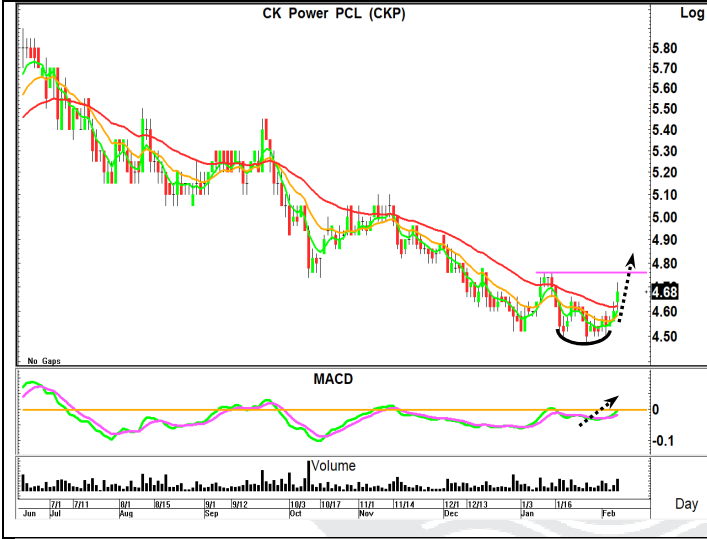 CK Power PCL (CKP)
Log
5.80
5.70
5.60
5.50
5.40
5.30
5.20
5.10
5.00
4.90
4.80
4.68
4.60
4.50
No Gaps
MACD
0
-0.1
Volume
7/1 7/11 8/1 8/15 9/1 9/12 10/3 10/17 11/1 11/14 12/1 12/13 1/3 1/16
Day
Jun Jul Aug Sep Oct Nov Dec Jan Feb